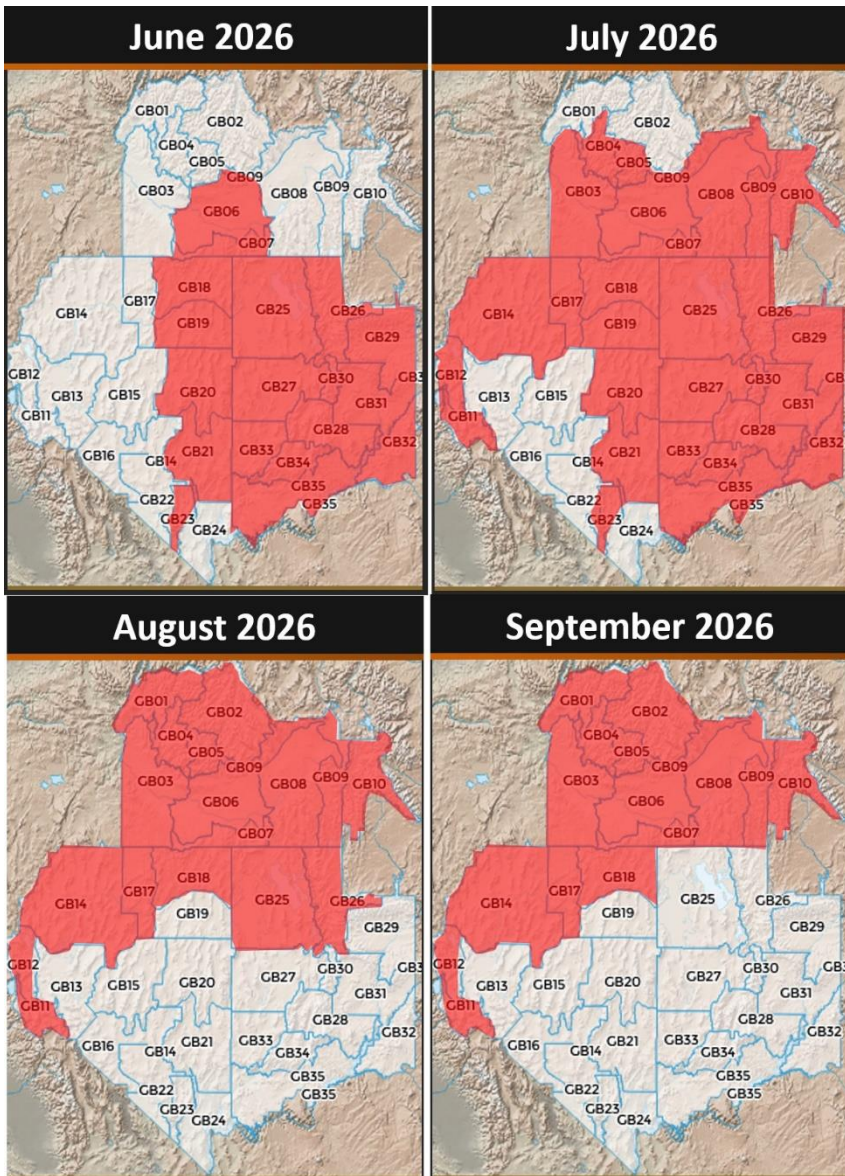 June 2026
GB01
GB02
GB04
GB05
GB03
GB09
GB08
GB09
GB10
GB06
GB07
GB18
GB25
GB17
GB14
GB26
GB19
GB29
GB12
GB13
GB15
GB20
GB27
GB30
GB31
GB11
GB28
GB32
GB16
GB14
GB21
GB33
GB34
GB22
GB35
GB35
GB23
GB24
July 2026
GB01
GB02
GB04
GB05
GB03
GB09
GB08
GB09
GB10
GB06
GB07
GB18
GB25
GB17
GB14
GB26
GB19
GB29
GB12
GB13
GB15
GB20
GB27
GB30
GB31
GB11
GB28
GB32
GB16
GB14
GB21
GB33
GB34
GB22
GB35
GB35
GB23
GB24
August 2026
GB01
GB02
GB04
GB05
GB03
GB09
GB08
GB09
GB10
GB06
GB07
GB18
GB25
GB17
GB14
GB26
GB19
GB29
GB12
GB13
GB15
GB20
GB27
GB30
GB31
GB11
GB28
GB32
GB16
GB14
GB21
GB33
GB34
GB22
GB35
GB35
GB23
GB24
September 2026
GB01
GB02
GB04
GB05
GB03
GB09
GB08
GB09
GB10
GB06
GB07
GB18
GB25
GB17
GB14
GB26
GB19
GB29
GB12
GB13
GB15
GB20
GB27
GB30
GB31
GB11
GB28
GB32
GB16
GB14
GB21
GB33
GB34
GB22
GB35
GB35
GB23
GB24